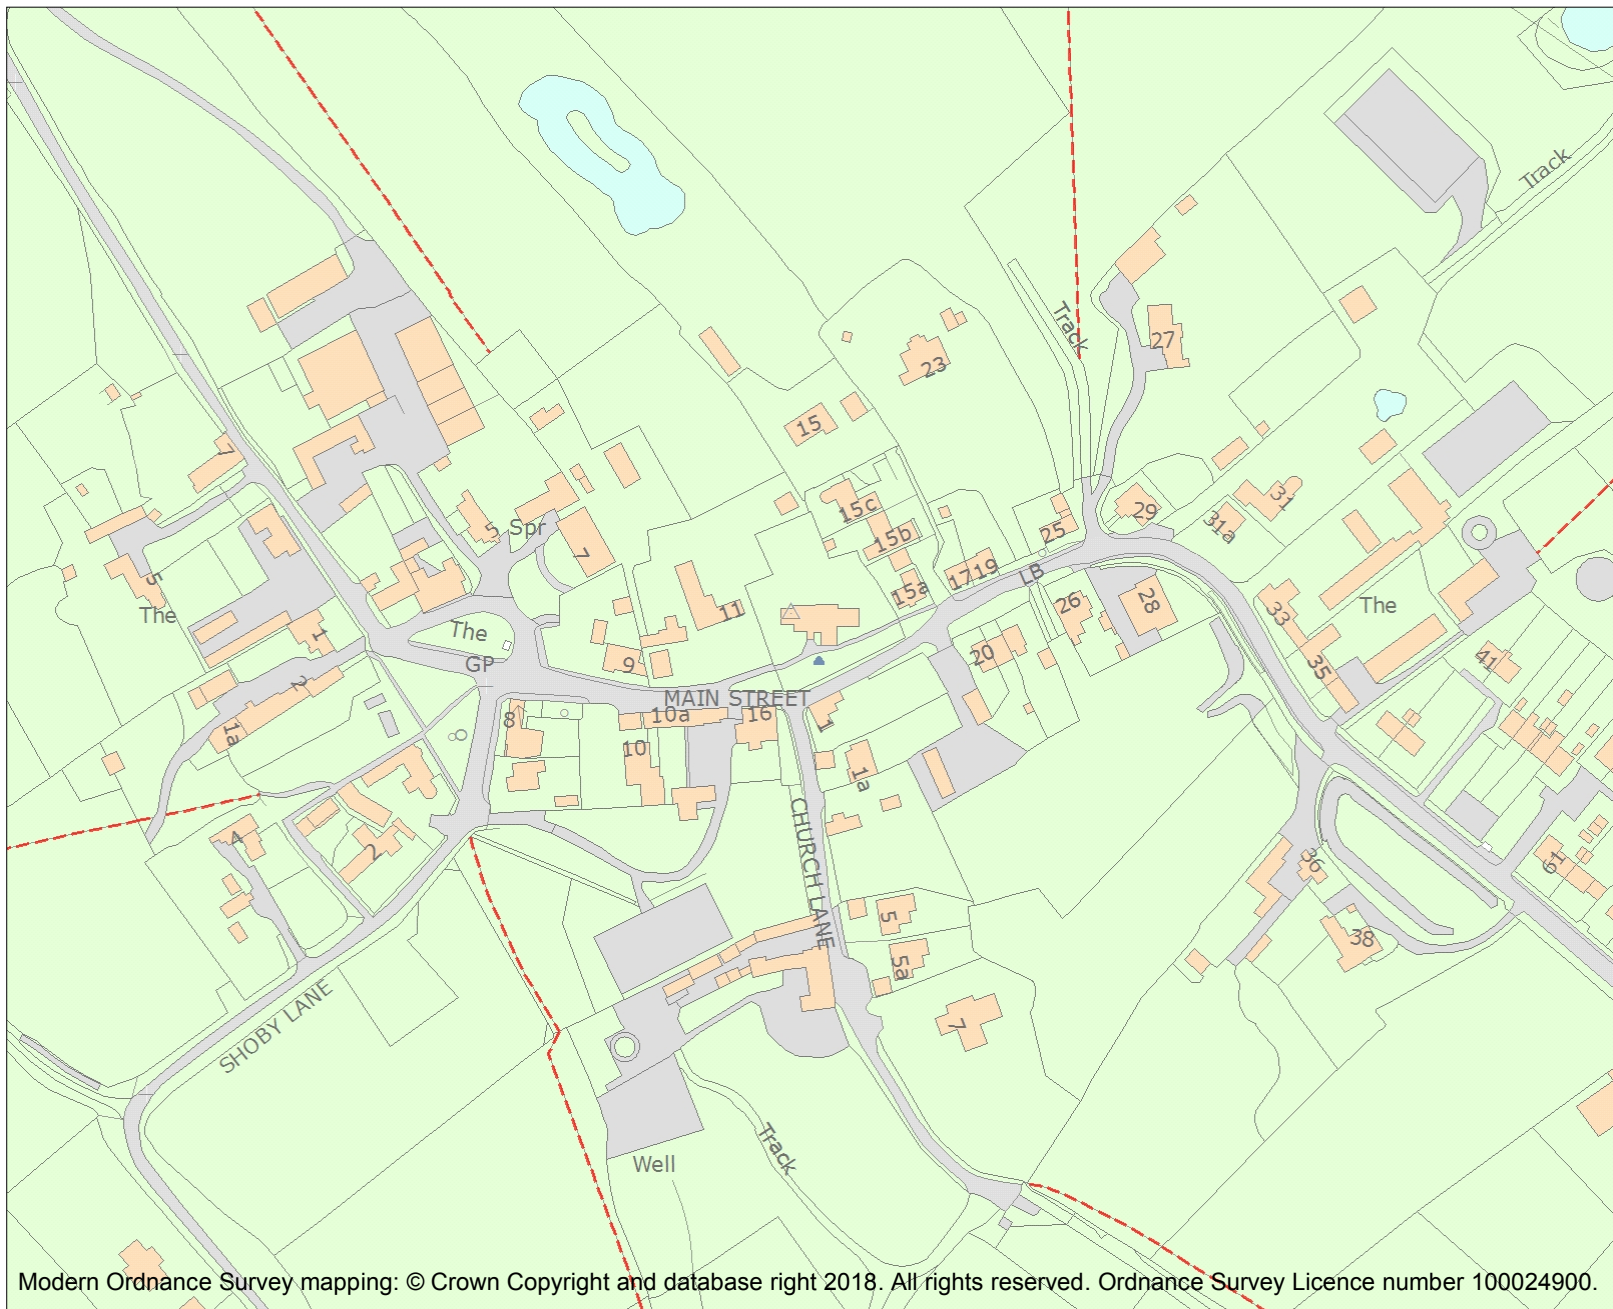 Track
Track
27
23
15
7
15c
29
31
31a
5
Spr
7
15b
25
LB
5
1719
15a
The
1
The
11
26
28
33
The
GP
9
20
35
41
2
MAIN STREET
8
10a
16
1
1a
10
1a
4
2
CHURCH LANE
36
61
5
38
5a
SHOBY LANE
7
Track
Well
Modern Ordnance Survey mapping: © Crown Copyright and database right 2018. All rights reserved. Ordnance Survey Licence number 100024900.